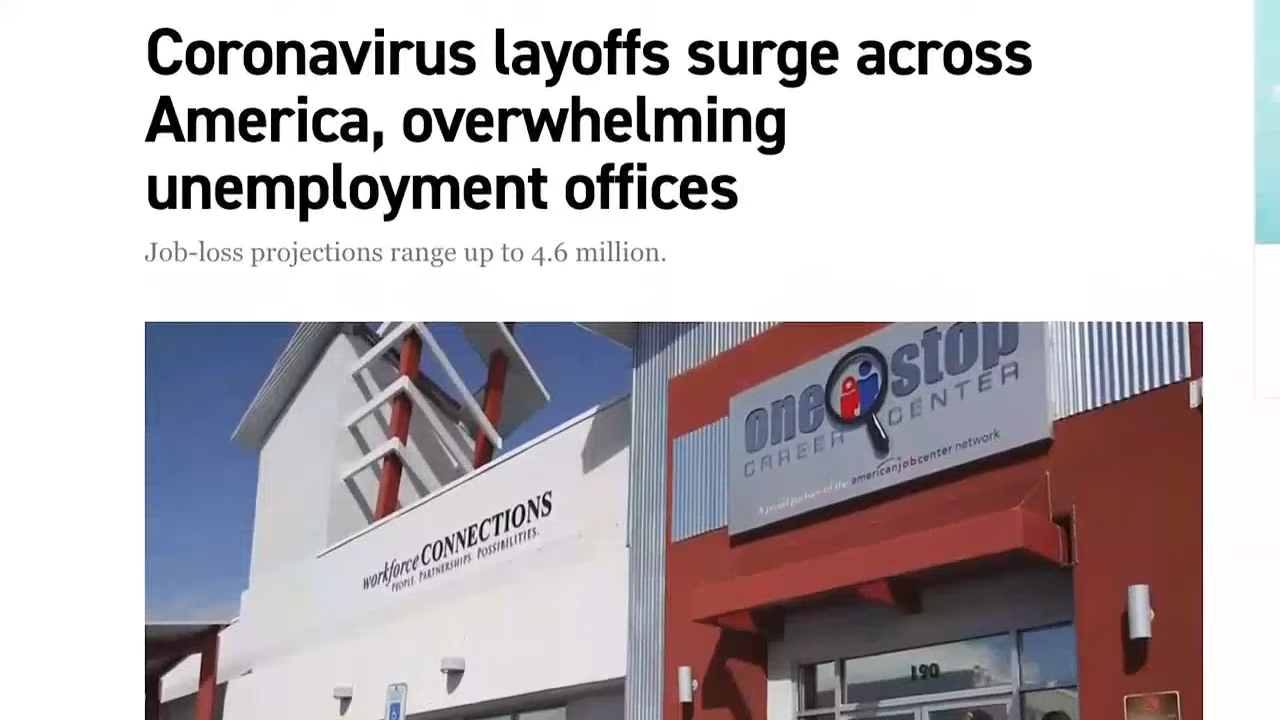 Coronavirus layoffs surge across
America, overwhelming
unemployment offices
Job-loss projections range up to 4.6 million.
one stop
CAREER CENTER
A proud partner of the americanjobcenter network
workforce CONNECTIONS
PEOPLE. PARTNERSHIPS. POSSIBILITIES.
190